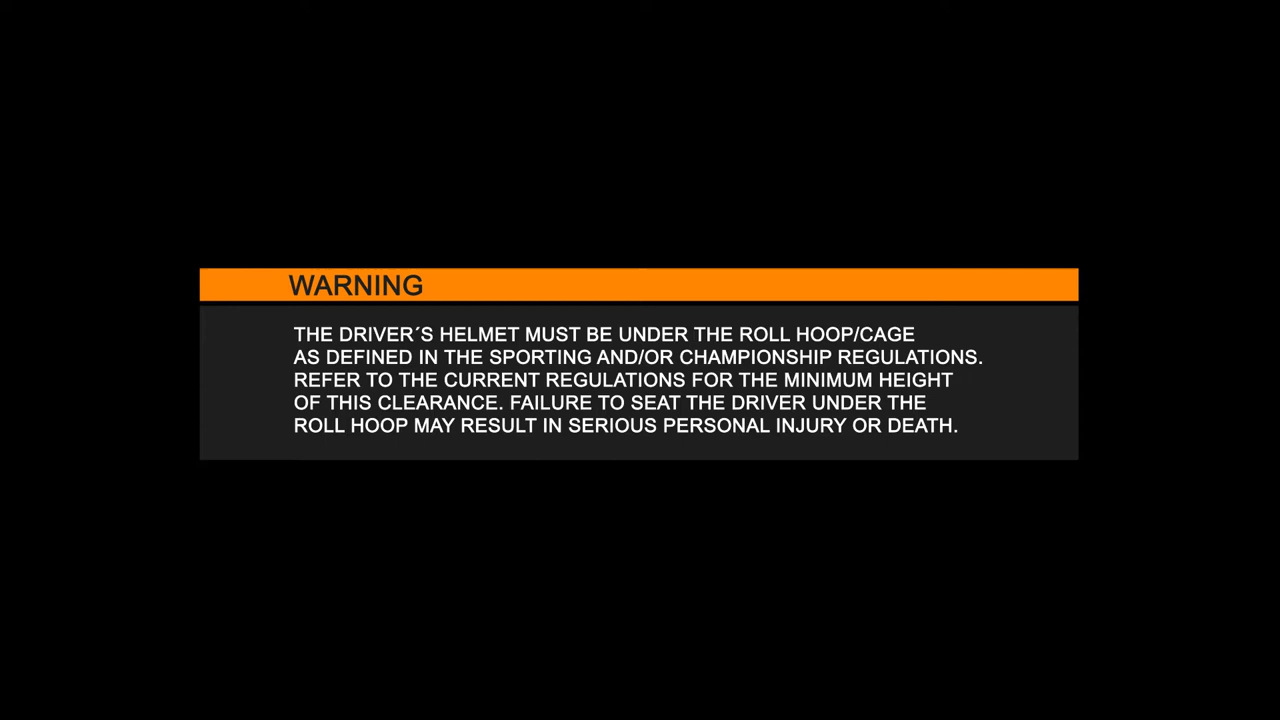 WARNING
THE DRIVER´S HELMET MUST BE UNDER THE ROLL HOOP/CAGE
AS DEFINED IN THE SPORTING AND/OR CHAMPIONSHIP REGULATIONS.
REFER TO THE CURRENT REGULATIONS FOR THE MINIMUM HEIGHT
OF THIS CLEARANCE. FAILURE TO SEAT THE DRIVER UNDER THE
ROLL HOOP MAY RESULT IN SERIOUS PERSONAL INJURY OR DEATH.